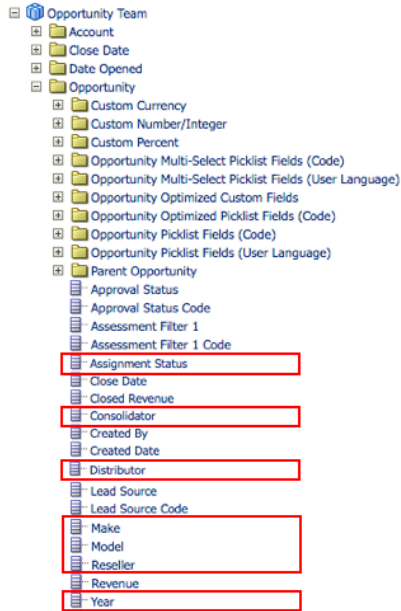 Opportunity Team
Account
Close Date
Date Opened
Opportunity
Custom Currency
Custom Number/Integer
Custom Percent
Opportunity Multi-Select Picklist Fields (Code)
Opportunity Multi-Select Picklist Fields (User Language)
Opportunity Optimized Custom Fields
Opportunity Optimized Picklist Fields (Code)
Opportunity Picklist Fields (Code)
Opportunity Picklist Fields (User Language)
Parent Opportunity
Approval Status
Approval Status Code
Assessment Filter 1
Assessment Filter 1 Code
Assignment Status
Close Date
Closed Revenue
Consolidator
Created By
Created Date
Distributor
Lead Source
Lead Source Code
Make
Model
Reseller
Revenue
Year